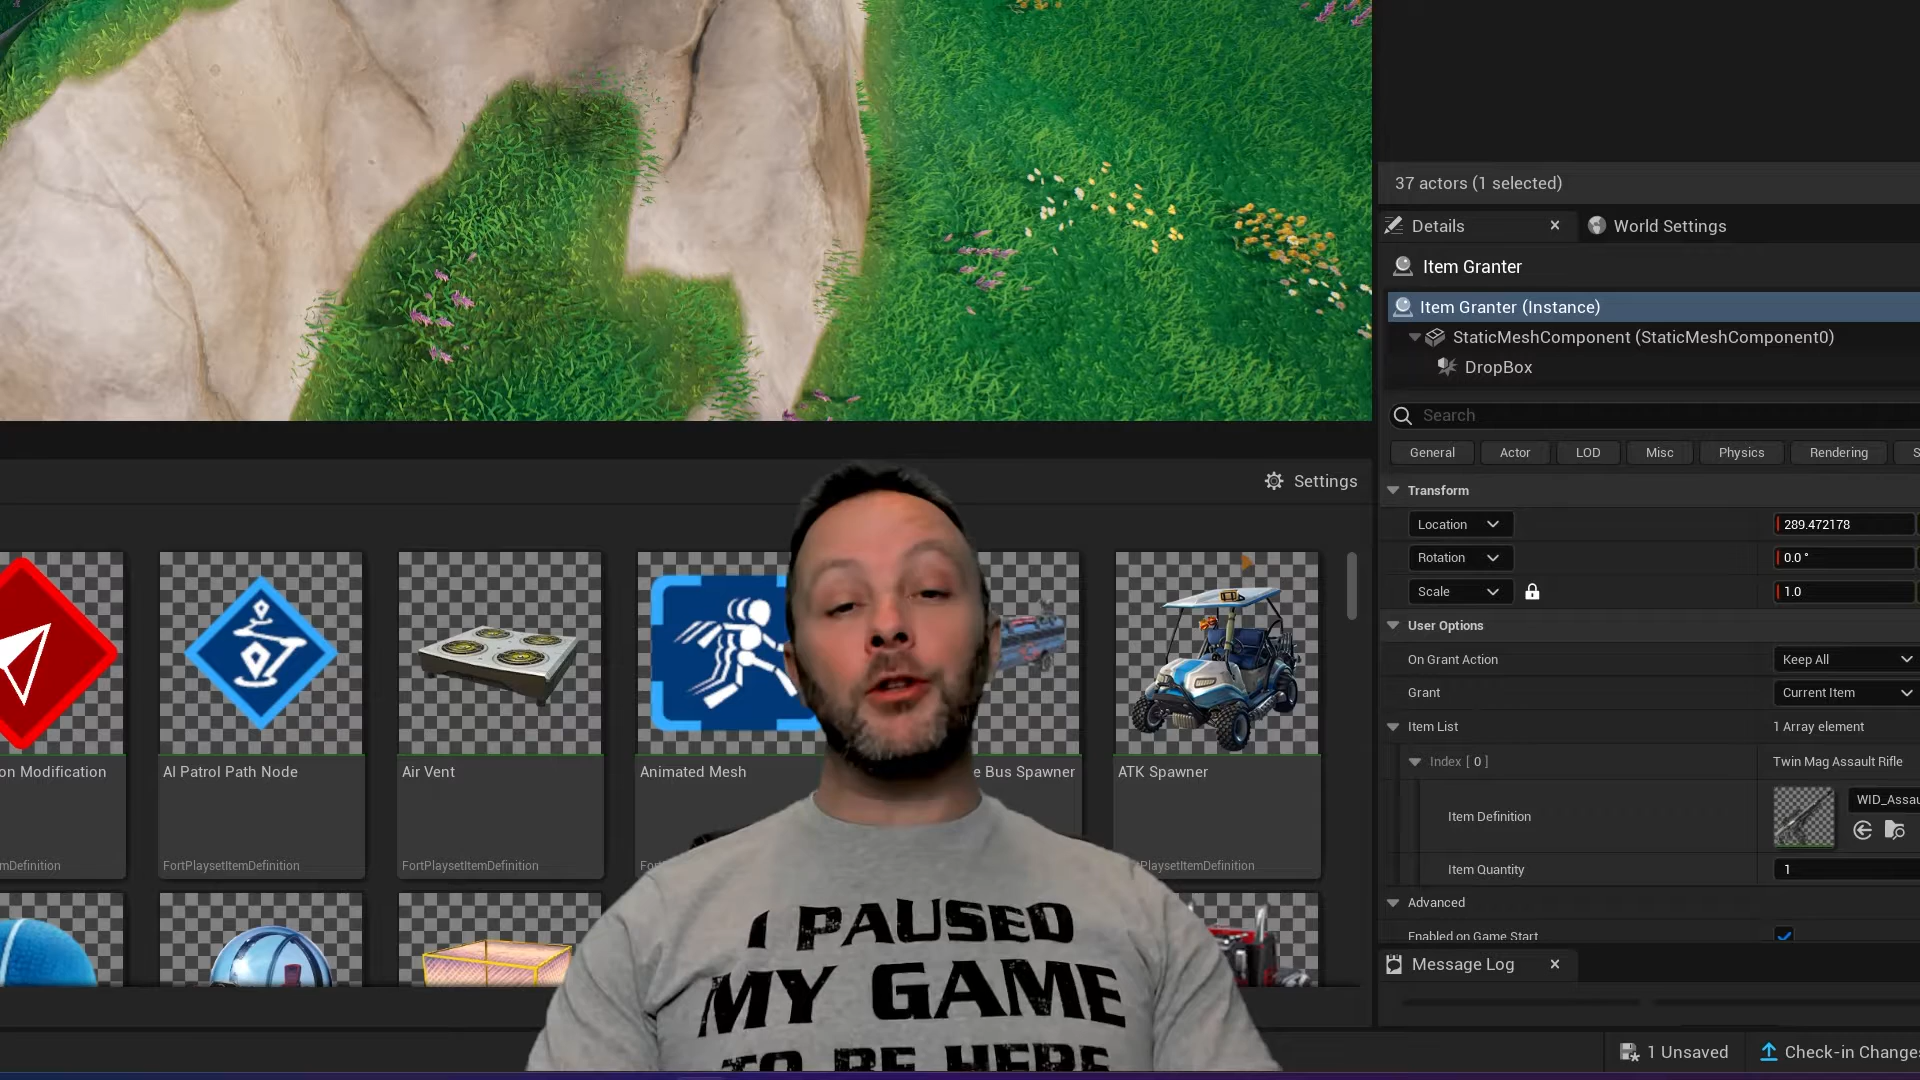 37 actors (1 selected)
Details
World Settings
Item Granter
Item Granter (Instance)
StaticMeshComponent (StaticMeshComponent0)
DropBox
Search
General Actor LOD Misc Physics Rendering
Transform
Location 289.472178
Rotation 0.0 °
Scale 1.0
User Options
On Grant Action Keep All
Grant Current Item
Item List 1 Array element
Index [ 0 ] Twin Mag Assault Rifle
Item Definition WID_Assau
Item Quantity 1
Advanced
Enabled on Game Start
Message Log
1 Unsaved Check-in Change
Settings
on Modification
AI Patrol Path Node
Air Vent
Animated Mesh
e Bus Spawner
ATK Spawner
mDefinition
FortPlaysetItemDefinition
FortPlaysetItemDefinition
For
PlaysetItemDefinition
I PAUSED
MY GAME
TO BE HERE